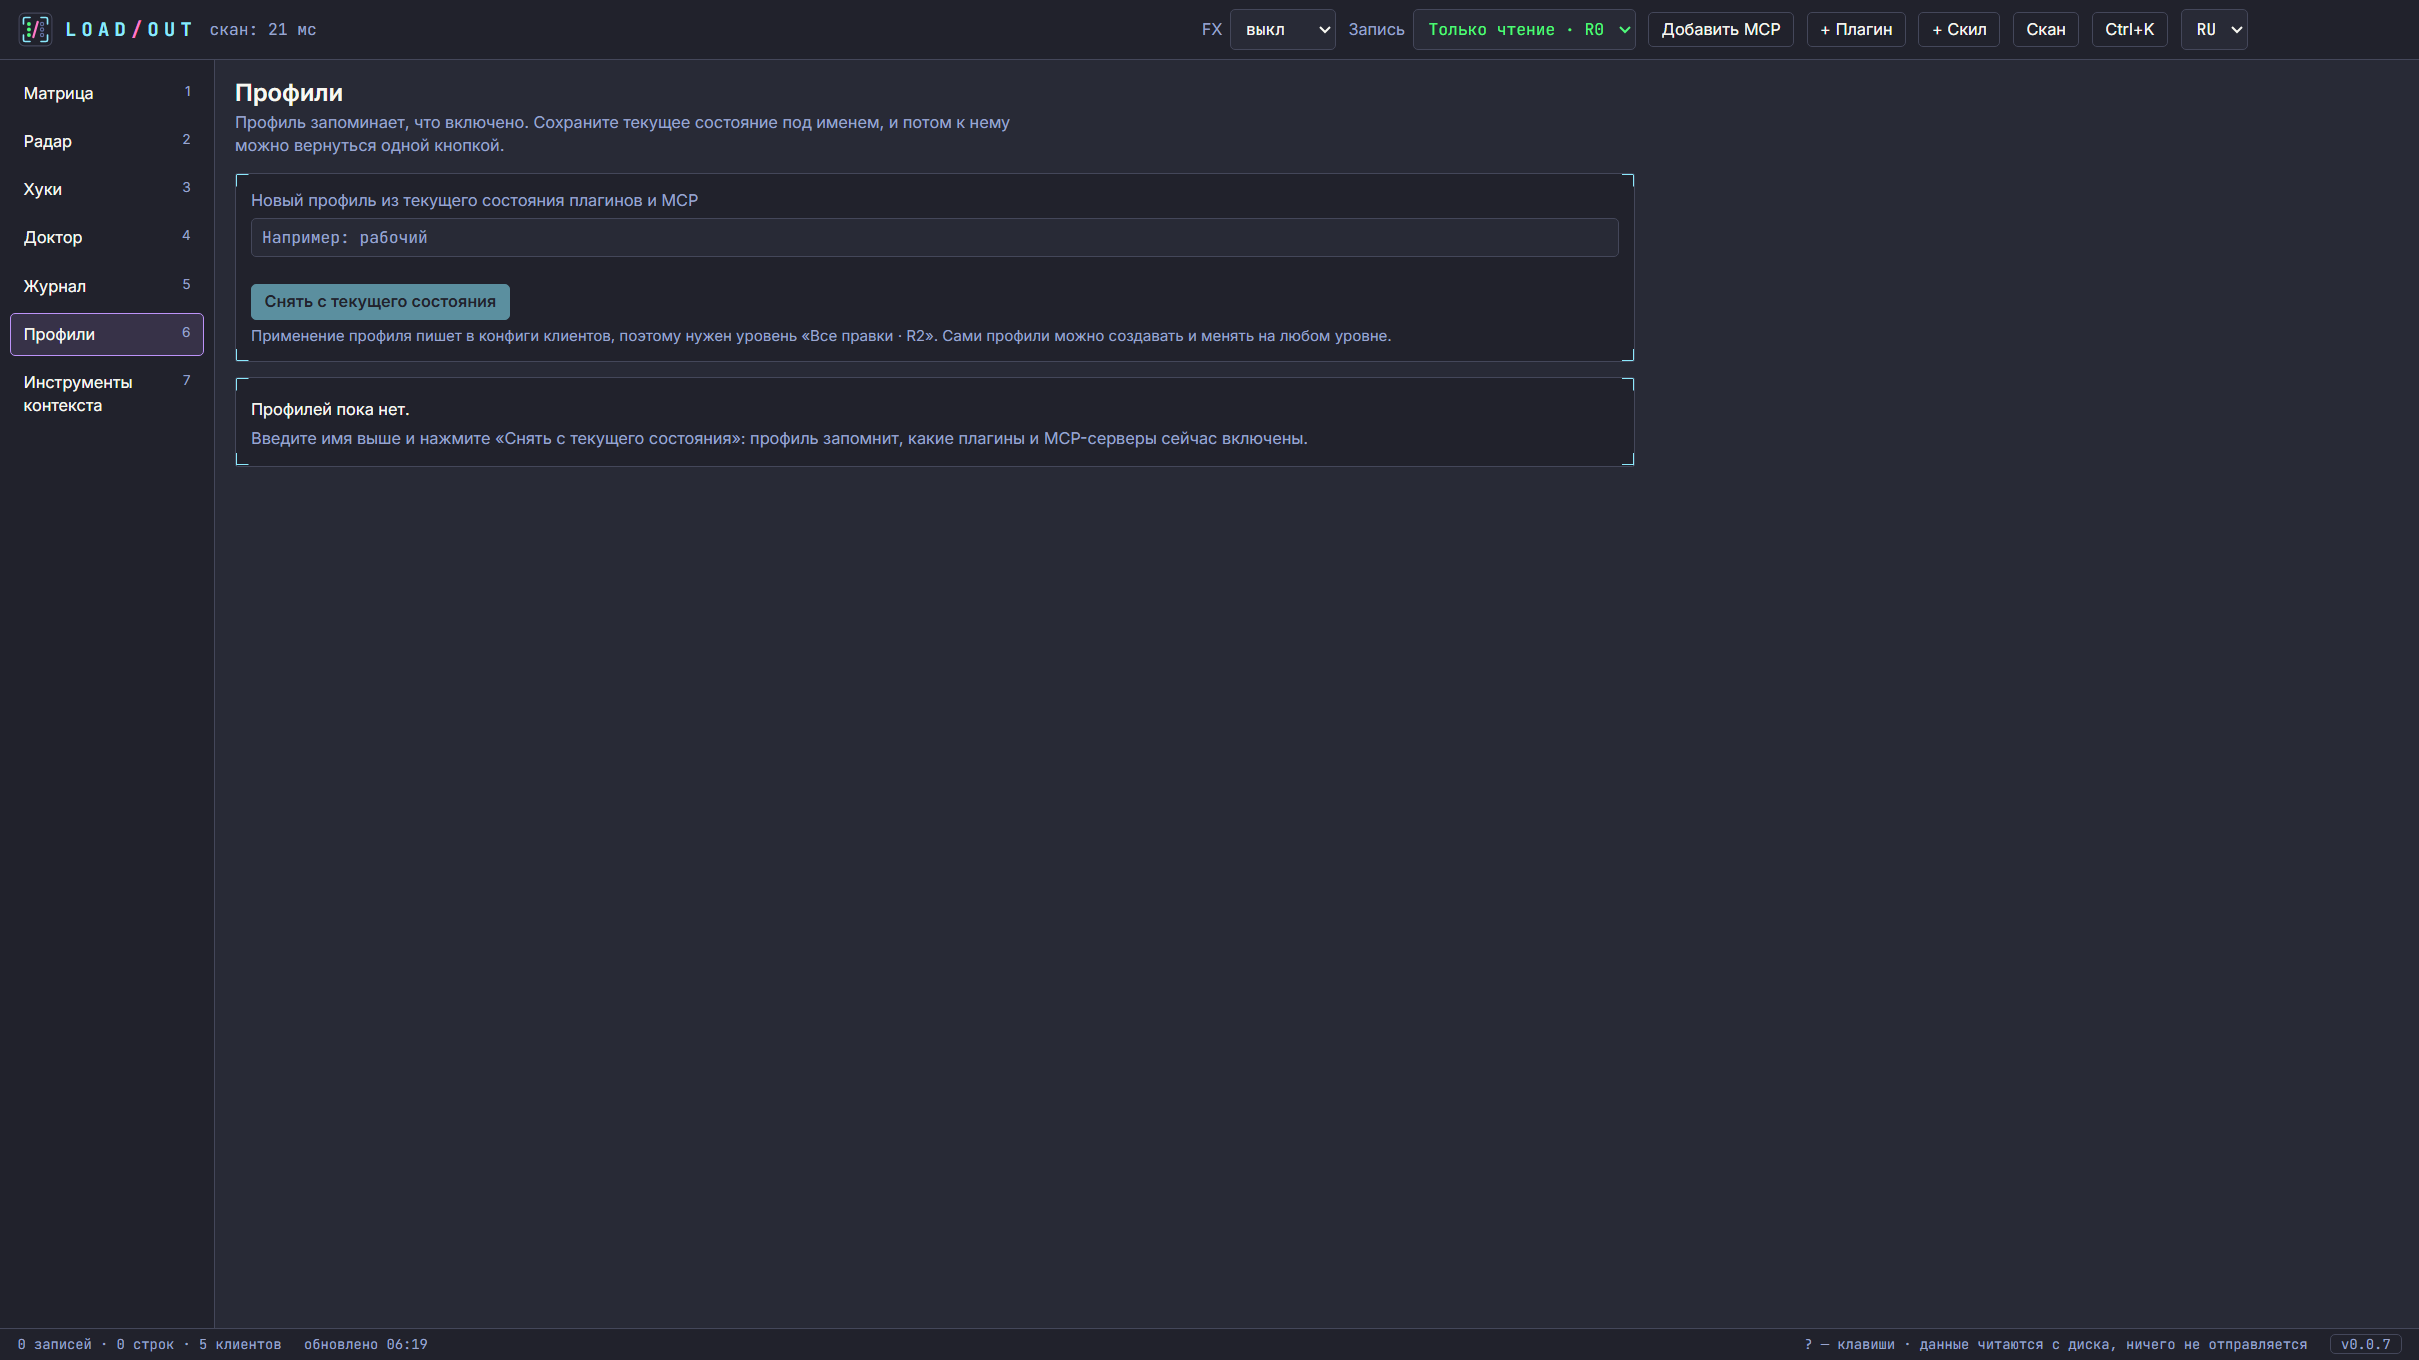 LOAD/OUT скан: 21 мс FX выкл Запись Только чтение · R0 Добавить MCP + Плагин + Скил Скан Ctrl+K RU
Матрица 1
Радар 2
Хуки 3
Доктор 4
Журнал 5
Профили 6
Инструменты контекста 7
Профили
Профиль запоминает, что включено. Сохраните текущее состояние под именем, и потом к нему
можно вернуться одной кнопкой.
Новый профиль из текущего состояния плагинов и MCP
Например: рабочий
Снять с текущего состояния
Применение профиля пишет в конфиги клиентов, поэтому нужен уровень «Все правки · R2». Сами профили можно создавать и менять на любом уровне.
Профилей пока нет.
Введите имя выше и нажмите «Снять с текущего состояния»: профиль запомнит, какие плагины и MCP-серверы сейчас включены.
0 записей · 0 строк · 5 клиентов обновлено 06:19 ? — клавиши · данные читаются с диска, ничего не отправляется v0.0.7